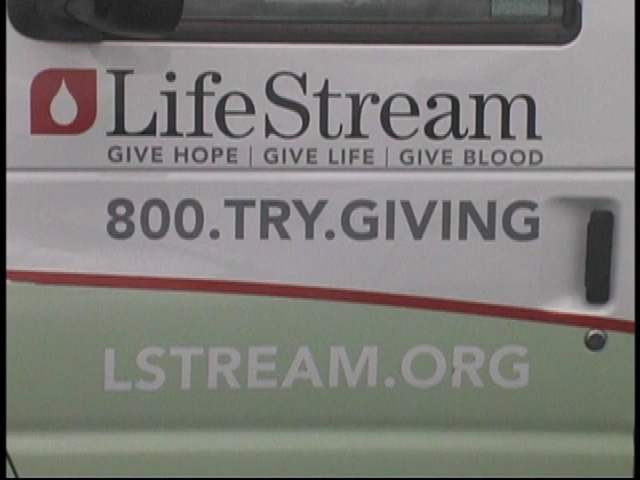 LifeStream
GIVE HOPE | GIVE LIFE | GIVE BLOOD
800.TRY.GIVING
LSTREAM.ORG